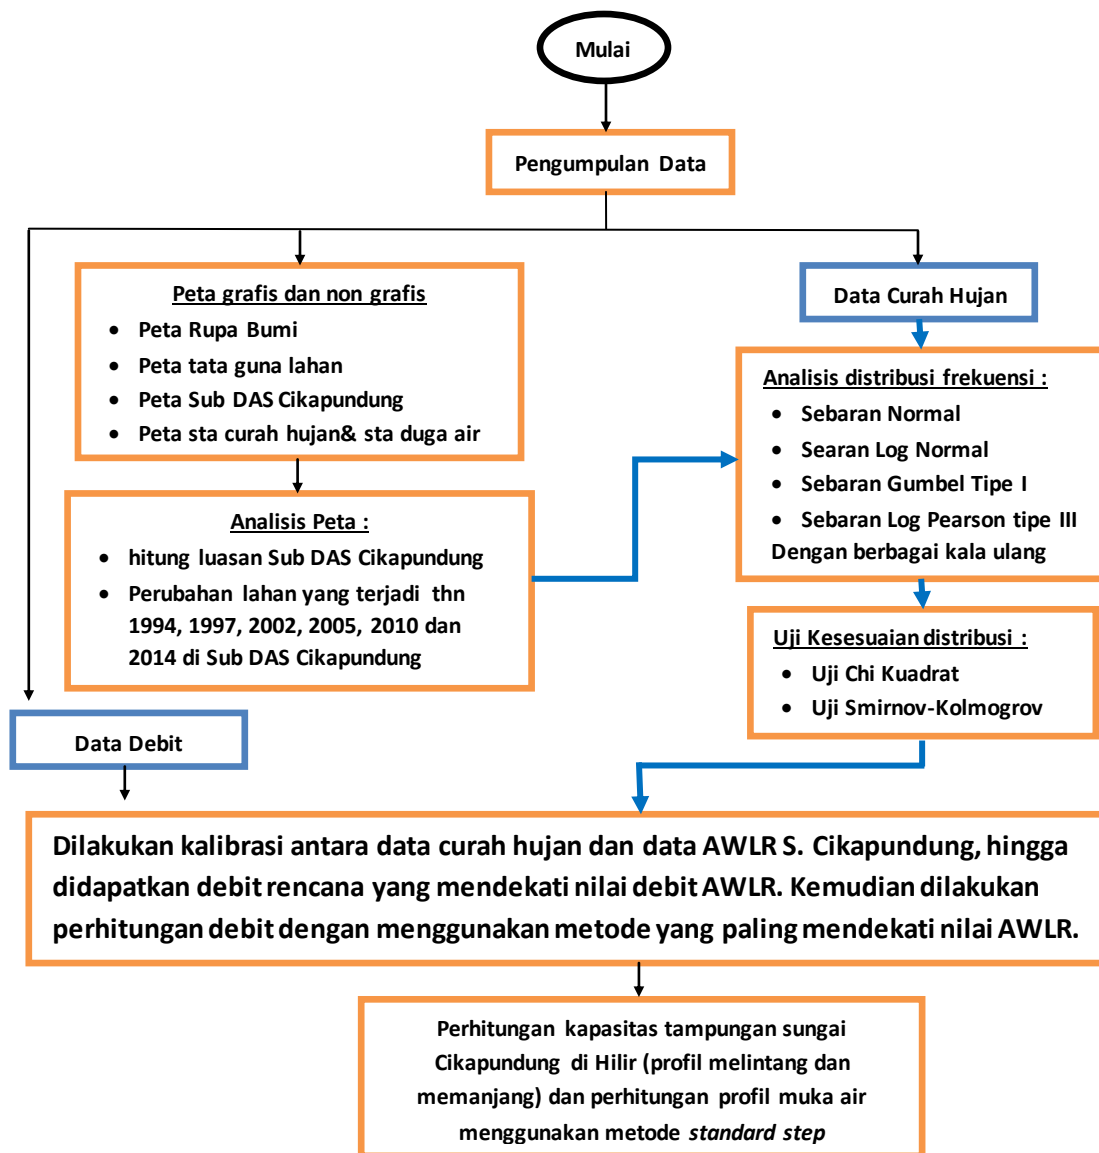 Mulai
Pengumpulan Data
Peta grafis dan non grafis
• Peta Rupa Bumi
• Peta tata guna lahan
• Peta Sub DAS Cikapundung
• Peta sta curah hujan& sta duga air
Data Curah Hujan
Analisis distribusi frekuensi :
• Sebaran Normal
• Searan Log Normal
• Sebaran Gumbel Tipe I
• Sebaran Log Pearson tipe III
Dengan berbagai kala ulang
Analisis Peta :
• hitung luasan Sub DAS Cikapundung
• Perubahan lahan yang terjadi thn
1994, 1997, 2002, 2005, 2010 dan
2014 di Sub DAS Cikapundung
Uji Kesesuaian distribusi :
• Uji Chi Kuadrat
• Uji Smirnov-Kolmogrov
Data Debit
Dilakukan kalibrasi antara data curah hujan dan data AWLR S. Cikapundung, hingga
didapatkan debit rencana yang mendekati nilai debit AWLR. Kemudian dilakukan
perhitungan debit dengan menggunakan metode yang paling mendekati nilai AWLR.
Perhitungan kapasitas tampungan sungai
Cikapundung di Hilir (profil melintang dan
memanjang) dan perhitungan profil muka air
menggunakan metode standard step